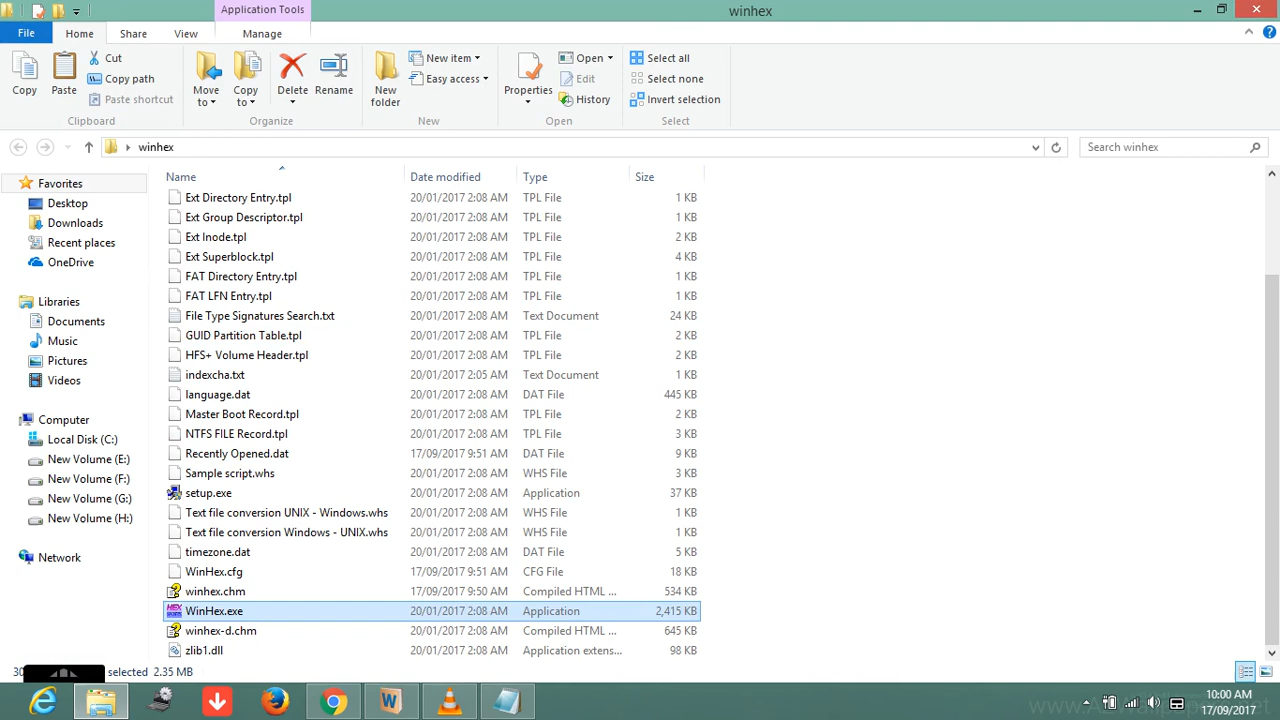 Application Tools
winhex
File
Home
Share
View
Manage
Copy
Paste
Cut
Copy path
Paste shortcut
Move to
Copy to
Delete
Rename
New folder
New item
Easy access
Properties
Open
Edit
History
Select all
Select none
Invert selection
Clipboard
Organize
New
Open
Select
winhex
Search winhex
Favorites
Desktop
Downloads
Recent places
OneDrive
Libraries
Documents
Music
Pictures
Videos
Computer
Local Disk (C:)
New Volume (E:)
New Volume (F:)
New Volume (G:)
New Volume (H:)
Network
Name Date modified Type Size
Ext Directory Entry.tpl 20/01/2017 2:08 AM TPL File 1 KB
Ext Group Descriptor.tpl 20/01/2017 2:08 AM TPL File 1 KB
Ext Inode.tpl 20/01/2017 2:08 AM TPL File 2 KB
Ext Superblock.tpl 20/01/2017 2:08 AM TPL File 4 KB
FAT Directory Entry.tpl 20/01/2017 2:08 AM TPL File 1 KB
FAT LFN Entry.tpl 20/01/2017 2:08 AM TPL File 1 KB
File Type Signatures Search.txt 20/01/2017 2:08 AM Text Document 24 KB
GUID Partition Table.tpl 20/01/2017 2:08 AM TPL File 2 KB
HFS+ Volume Header.tpl 20/01/2017 2:08 AM TPL File 2 KB
indexcha.txt 20/01/2017 2:05 AM Text Document 1 KB
language.dat 20/01/2017 2:08 AM DAT File 445 KB
Master Boot Record.tpl 20/01/2017 2:08 AM TPL File 2 KB
NTFS FILE Record.tpl 20/01/2017 2:08 AM TPL File 3 KB
Recently Opened.dat 17/09/2017 9:51 AM DAT File 9 KB
Sample script.whs 20/01/2017 2:08 AM WHS File 3 KB
setup.exe 20/01/2017 2:08 AM Application 37 KB
Text file conversion UNIX - Windows.whs 20/01/2017 2:08 AM WHS File 1 KB
Text file conversion Windows - UNIX.whs 20/01/2017 2:08 AM WHS File 1 KB
timezone.dat 20/01/2017 2:08 AM DAT File 5 KB
WinHex.cfg 17/09/2017 9:51 AM CFG File 18 KB
winhex.chm 17/09/2017 9:50 AM Compiled HTML ... 534 KB
WinHex.exe 20/01/2017 2:08 AM Application 2,415 KB
winhex-d.chm 20/01/2017 2:08 AM Compiled HTML ... 645 KB
zlib1.dll 20/01/2017 2:08 AM Application extens... 98 KB
30 selected 2.35 MB
10:00 AM
17/09/2017